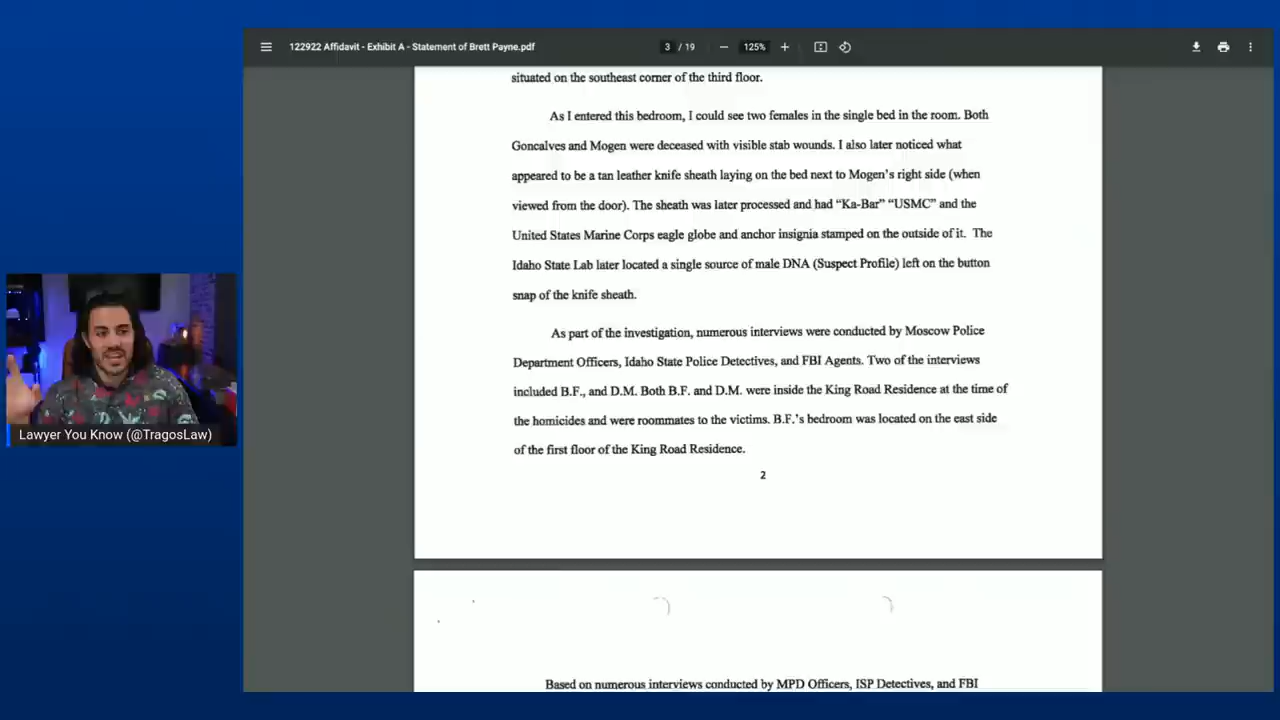 122922 Affidavit - Exhibit A - Statement of Brett Payne.pdf
3 / 19
125%
situated on the southeast corner of the third floor.
As I entered this bedroom, I could see two females in the single bed in the room. Both
Goncalves and Mogen were deceased with visible stab wounds. I also later noticed what
appeared to be a tan leather knife sheath laying on the bed next to Mogen's right side (when
viewed from the door). The sheath was later processed and had “Ka-Bar” “USMC” and the
United States Marine Corps eagle globe and anchor insignia stamped on the outside of it. The
Idaho State Lab later located a single source of male DNA (Suspect Profile) left on the button
snap of the knife sheath.
As part of the investigation, numerous interviews were conducted by Moscow Police
Department Officers, Idaho State Police Detectives, and FBI Agents. Two of the interviews
included B.F., and D.M. Both B.F. and D.M. were inside the King Road Residence at the time of
the homicides and were roommates to the victims. B.F.'s bedroom was located on the east side
of the first floor of the King Road Residence.
2
Based on numerous interviews conducted by MPD Officers, ISP Detectives, and FBI
Lawyer You Know (@TragosLaw)